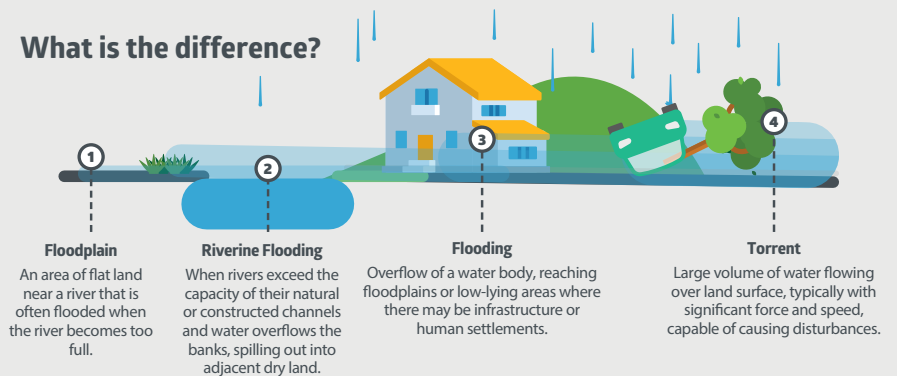 What is the difference?
1
2
3
4
Floodplain
An area of flat land
near a river that is
often flooded when
the river becomes too
full.
Riverine Flooding
When rivers exceed the
capacity of their natural
or constructed channels
and water overflows the
banks, spilling out into
adjacent dry land.
Flooding
Overflow of a water body, reaching
floodplains or low-lying areas where
there may be infrastructure or
human settlements.
Torrent
Large volume of water flowing
over land surface, typically with
significant force and speed,
capable of causing disturbances.